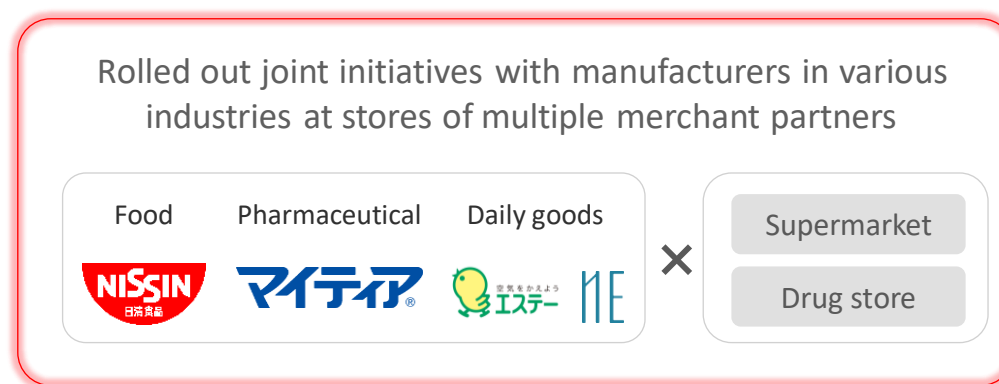 Rolled out joint initiatives with manufacturers in various
industries at stores of multiple merchant partners
Food
Pharmaceutical
Daily goods
NISSIN
日清食品
マイティア®
空気をかえよう
エステー
ME
×
Supermarket
Drug store